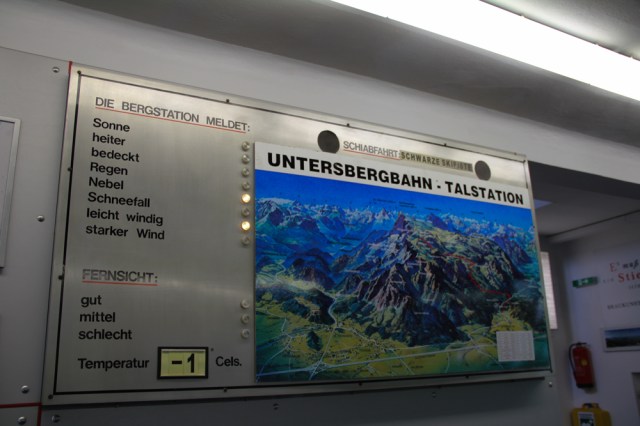 DIE BERGSTATION MELDET:
Sonne
heiter
bedeckt
Regen
Nebel
Schneefall
leicht windig
starker Wind
FERNSICHT:
gut
mittel
schlecht
Temperatur -1 Cels.
SCHIABFAHRT: SCHWARZE
UNTERSBERGBAHN - TALSTATION